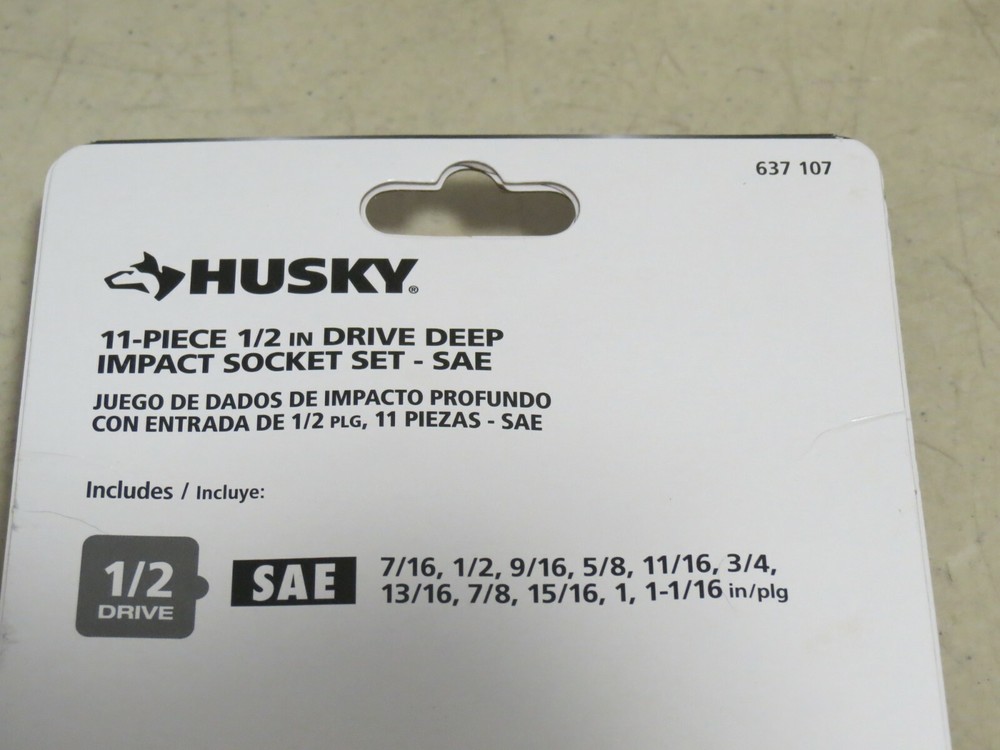 637 107
HUSKY®
11-PIECE 1/2 IN DRIVE DEEP
IMPACT SOCKET SET - SAE
JUEGO DE DADOS DE IMPACTO PROFUNDO
CON ENTRADA DE 1/2 PLG, 11 PIEZAS - SAE
Includes / Incluye:
1/2
DRIVE
SAE
7/16, 1/2, 9/16, 5/8, 11/16, 3/4,
13/16, 7/8, 15/16, 1, 1-1/16 in/plg